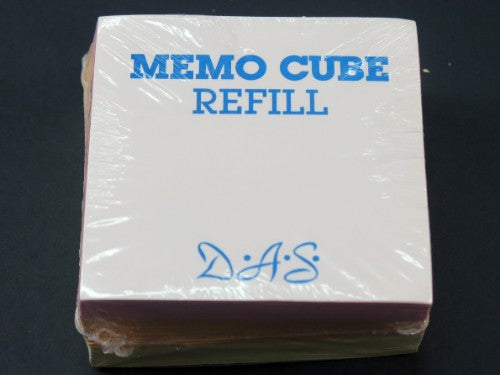 MEMO CUBE
REFILL
D.A.S.